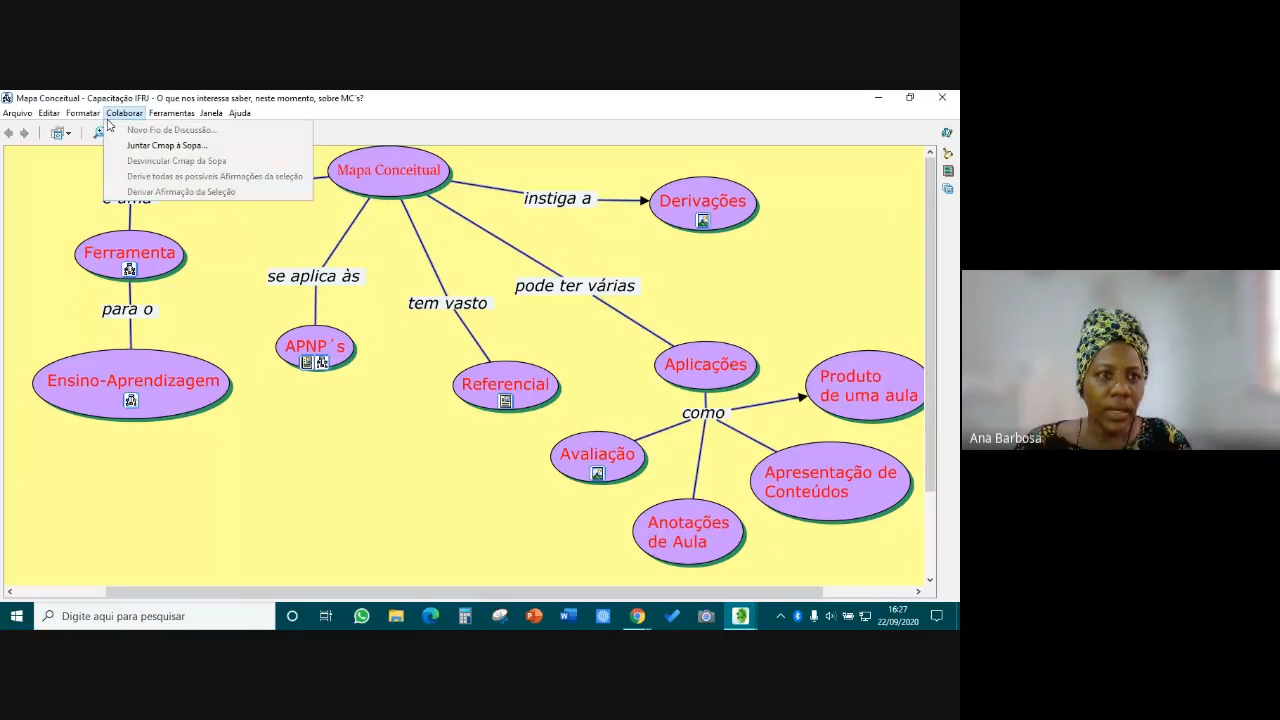 Mapa Conceitual - Capacitação IFRJ - O que nos interessa saber, neste momento, sobre MC´s?
Arquivo Editar Formatar Colaborar Ferramentas Janela Ajuda
Novo Fio de Discussão...
Juntar Cmap à Sopa...
Desvincular Cmap da Sopa
Derive todas as possíveis Afirmações da seleção
Derivar Afirmação da Seleção
Mapa Conceitual
é uma
instiga a
Derivações
Ferramenta
se aplica às
pode ter várias
tem vasto
para o
APNP´s
Aplicações
Ensino-Aprendizagem
Referencial
Produto
de uma aula
como
Avaliação
Apresentação de
Conteúdos
Anotações
de Aula
Ana Barbosa
Digite aqui para pesquisar
16:27
22/09/2020